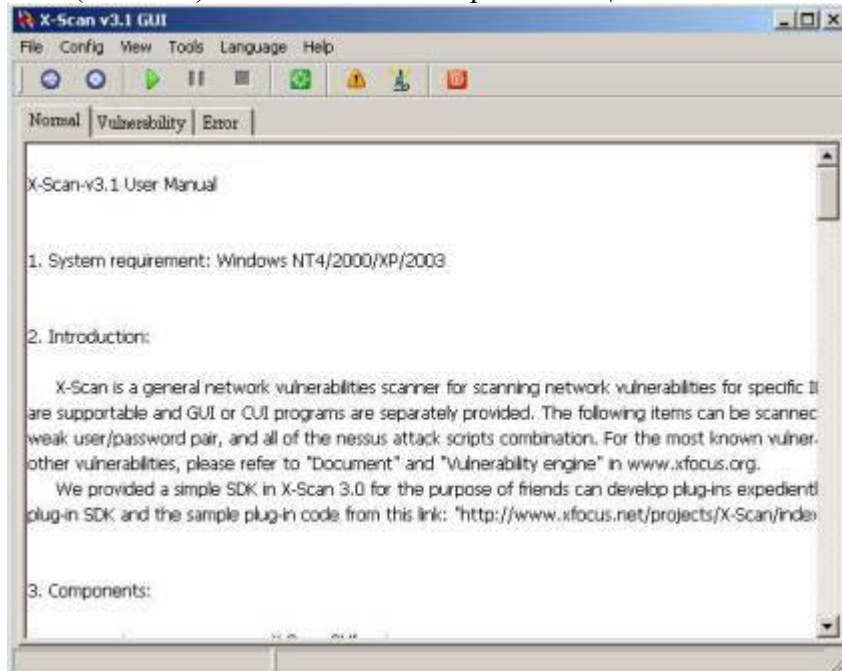 X-Scan v3.1 GUI
File Config View Tools Language Help
Normal Vulnerability Error
X-Scan-v3.1 User Manual
1. System requirement: Windows NT4/2000/XP/2003
2. Introduction:
X-Scan is a general network vulnerabilities scanner for scanning network vulnerabilities for specific
are supportable and GUI or CUI programs are separately provided. The following items can be scanned
weak user/password pair, and all of the nessus attack scripts combination. For the most known vulner
other vulnerabilities, please refer to "Document" and "Vulnerability engine" in www.xfocus.org.
We provided a simple SDK in X-Scan 3.0 for the purpose of friends can develop plug-ins expedientl
plug-in SDK and the sample plug-in code from this link: "http://www.xfocus.net/projects/X-Scan/index
3. Components: